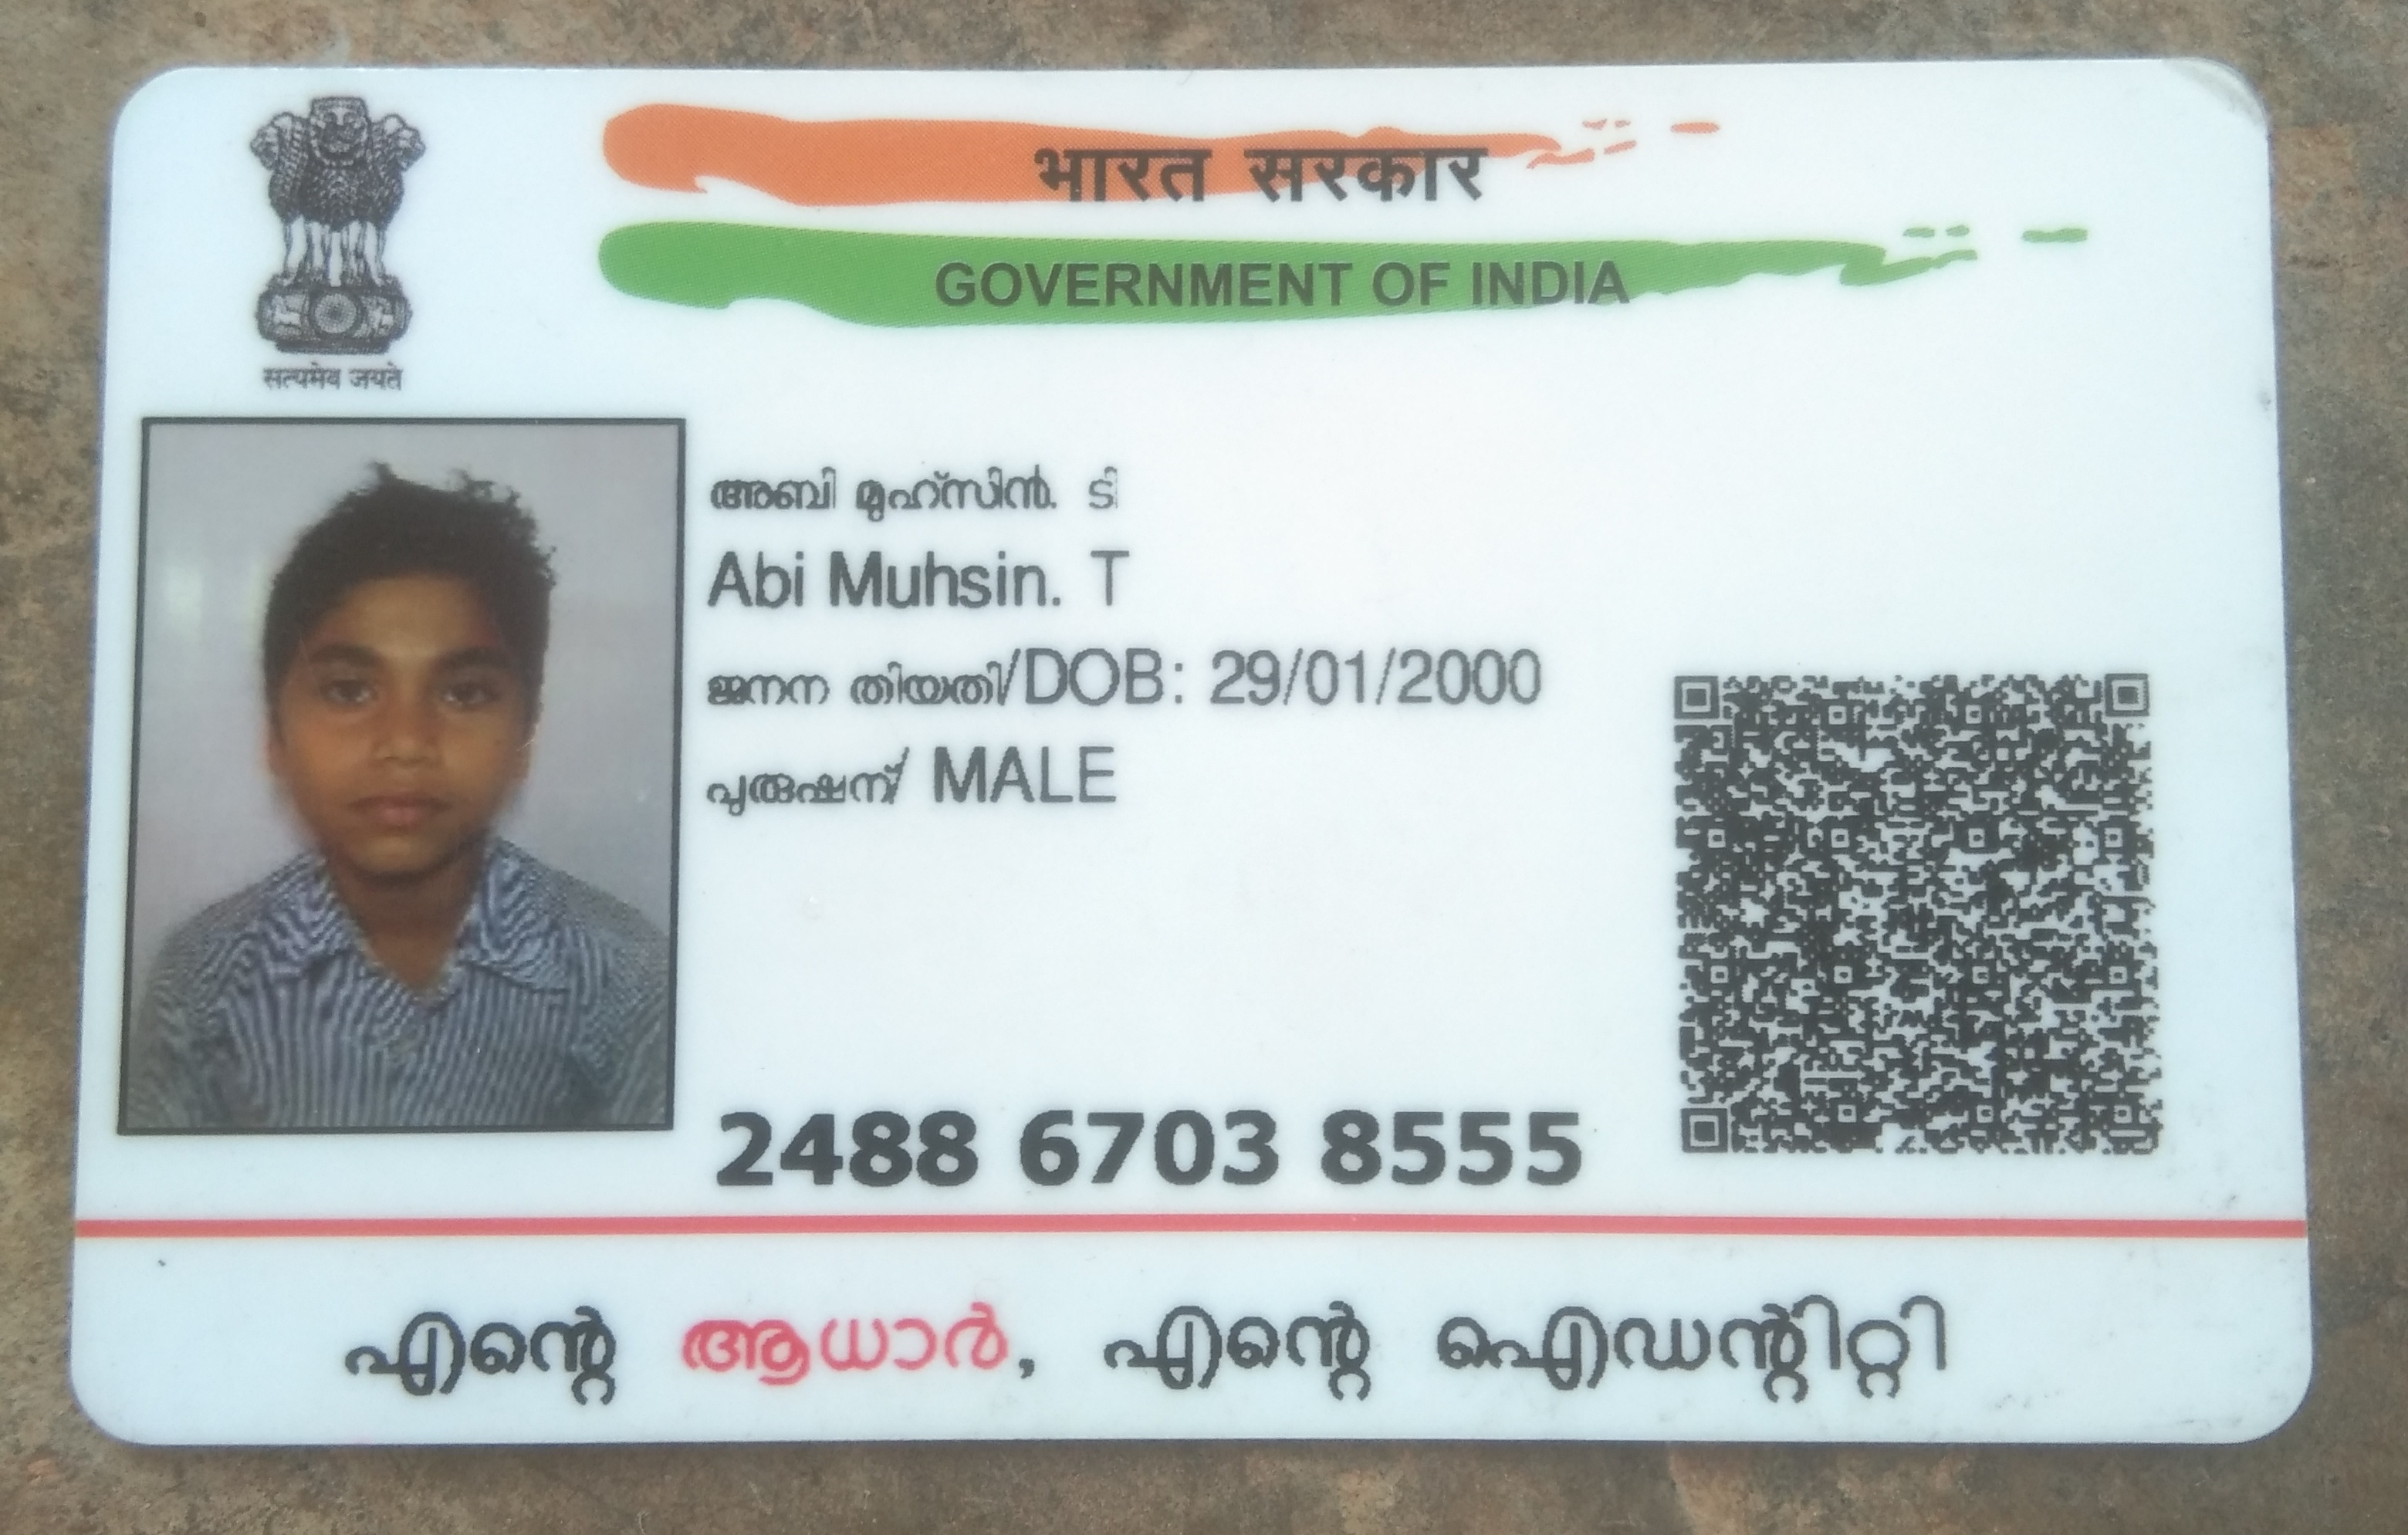 भारत सरकार
GOVERNMENT OF INDIA
सत्यमेव जयते
അബി മുഹ്സിൻ. ടി
Abi Muhsin. T
ജനന തിയതി/DOB: 29/01/2000
പുരുഷന്/ MALE
2488 6703 8555
എന്റെ ആധാർ, എന്റെ ഐഡന്റിറ്റി